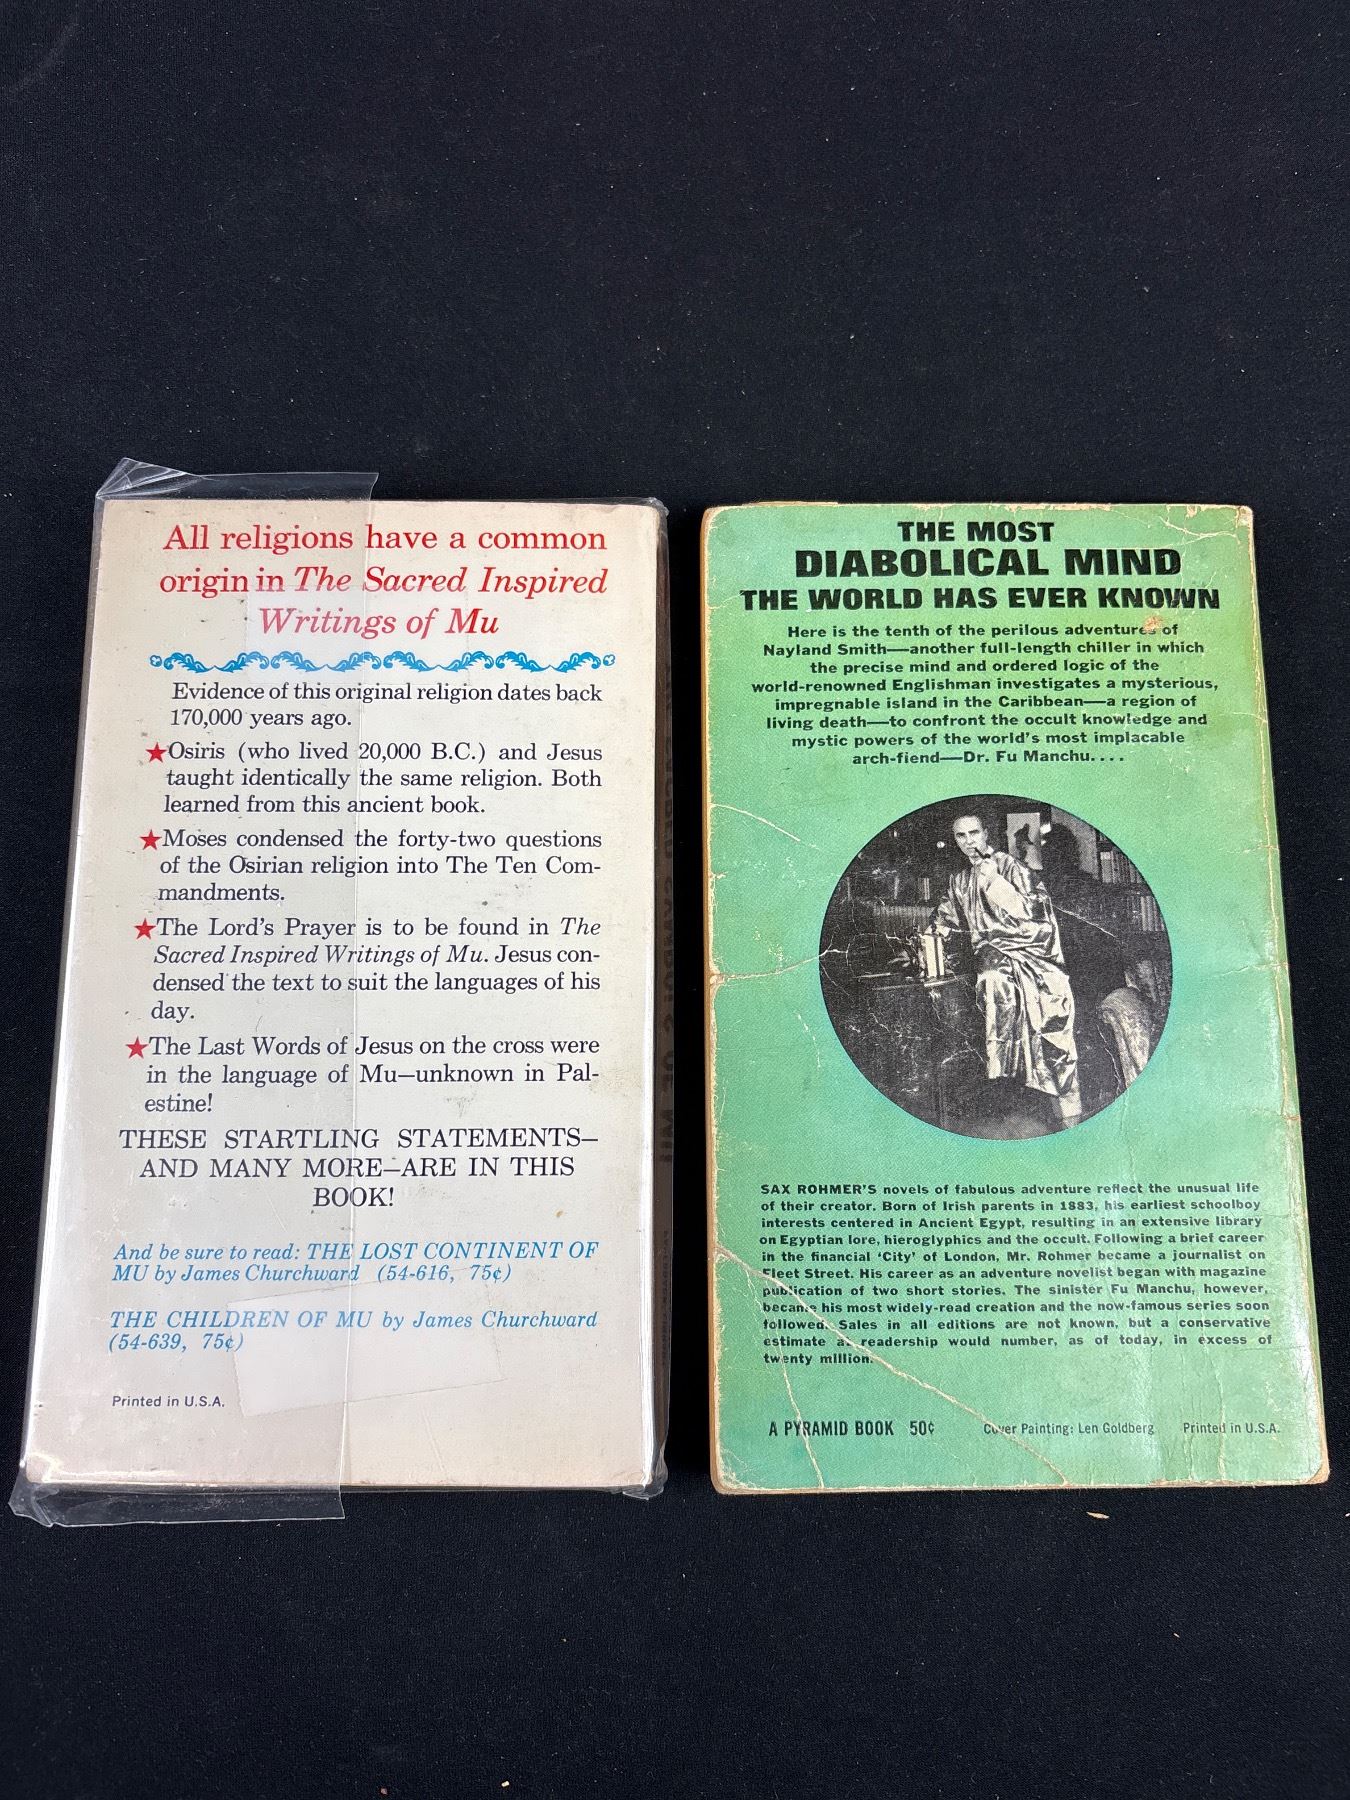 All religions have a common
origin in The Sacred Inspired
Writings of Mu
Evidence of this original religion dates back
170,000 years ago.
★Osiris (who lived 20,000 B.C.) and Jesus
taught identically the same religion. Both
learned from this ancient book.
★Moses condensed the forty-two questions
of the Osirian religion into The Ten Com-
mandments.
★The Lord's Prayer is to be found in The
Sacred Inspired Writings of Mu. Jesus con-
densed the text to suit the languages of his
day.
★The Last Words of Jesus on the cross were
in the language of Mu—unknown in Pal-
estine!
THESE STARTLING STATEMENTS—
AND MANY MORE—ARE IN THIS
BOOK!
And be sure to read: THE LOST CONTINENT OF
MU by James Churchward (54-616, 75¢)
THE CHILDREN OF MU by James Churchward
(54-639, 75¢)
Printed in U.S.A.
THE MOST
DIABOLICAL MIND
THE WORLD HAS EVER KNOWN
Here is the tenth of the perilous adventures of
Nayland Smith—another full-length chiller in which
the precise mind and ordered logic of the
world-renowned Englishman investigates a mysterious,
impregnable island in the Caribbean—a region of
living death—to confront the occult knowledge and
mystic powers of the world's most implacable
arch-fiend—Dr. Fu Manchu. . . .
SAX ROHMER'S novels of fabulous adventure reflect the unusual life
of their creator. Born of Irish parents in 1883, his earliest schoolboy
interests centered in Ancient Egypt, resulting in an extensive library
on Egyptian lore, hieroglyphics and the occult. Following a brief career
in the financial 'City' of London, Mr. Rohmer became a journalist on
Fleet Street. His career as an adventure novelist began with magazine
publication of two short stories. The sinister Fu Manchu, however,
became his most widely-read creation and the now-famous series soon
followed. Sales in all editions are not known, but a conservative
estimate as readership would number, as of today, in excess of
twenty million.
A PYRAMID BOOK 50¢
Cover Painting: Len Goldberg
Printed in U.S.A.